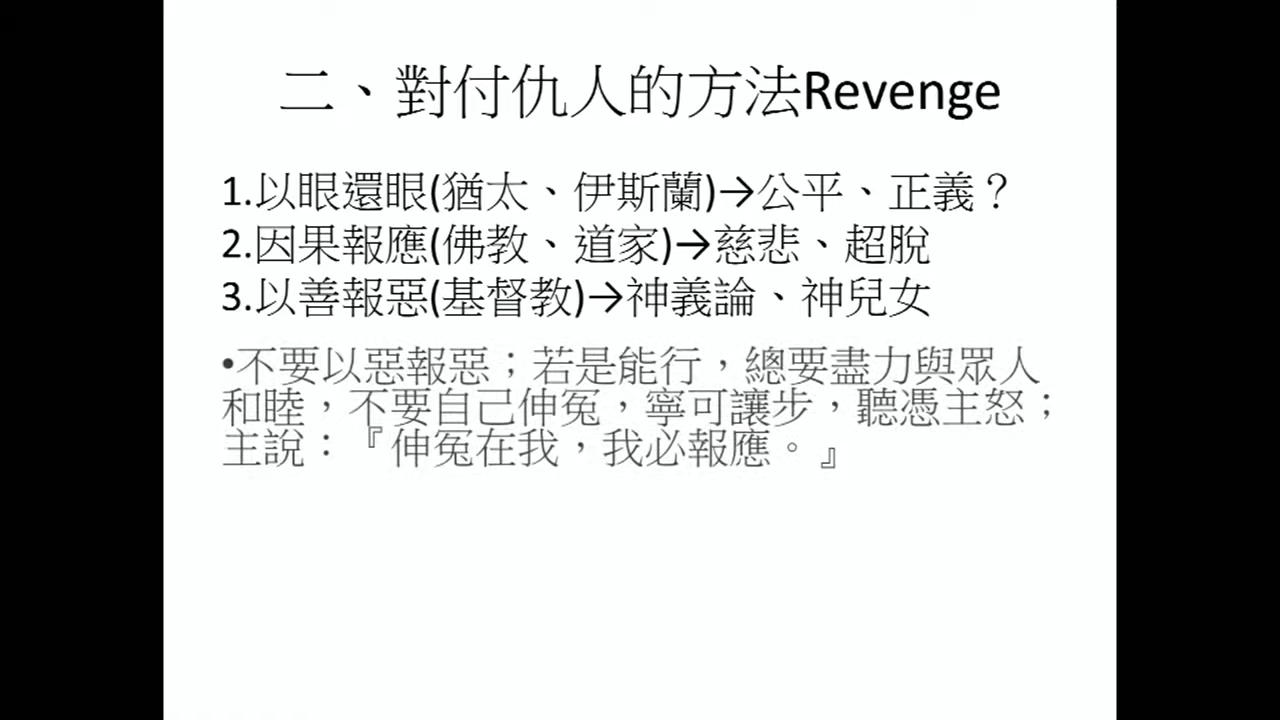 二、對付仇人的方法Revenge
1.以眼還眼(猶太、伊斯蘭)→公平、正義？
2.因果報應(佛教、道家)→慈悲、超脫
3.以善報惡(基督教)→神義論、神兒女
•不要以惡報惡；若是能行，總要盡力與眾人
和睦，不要自己伸冤，寧可讓步，聽憑主怒；
主說：『伸冤在我，我必報應。』